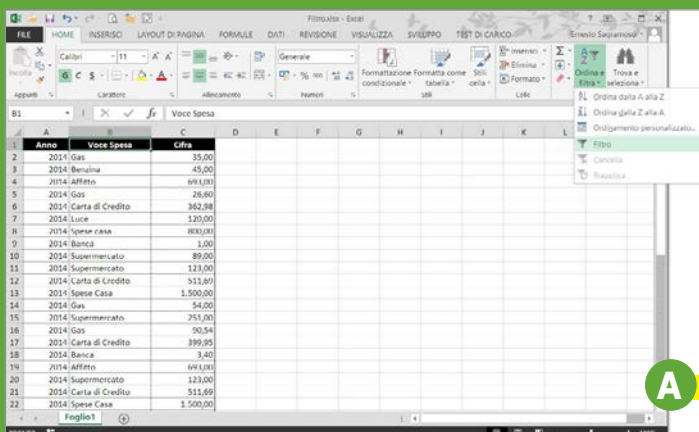 Filtro.xlsx - Excel
FILE HOME INSERISCI LAYOUT DI PAGINA FORMULE DATI REVISIONE VISUALIZZA SVILUPPO TEST DI CARICO Ernesto Sagramoso
Calibri 11 A A Generale Inserisci Σ
Incolla G C S A % 000 Formattazione condizionale Formatta come tabella Stili cella Elimina Formato Ordina e filtra Trova e seleziona
Appunti Carattere Allineamento Numeri Stili Celle
Ordina dalla A alla Z
Ordina dalla Z alla A
Ordinamento personalizzato...
Filtro
Cancella
Riapplica
B1 fx Voce Spesa
A B C D E F G H I J K L
1 Anno Voce Spesa Cifra
2 2014 Gas 35,00
3 2014 Benzina 45,00
4 2014 Affitto 693,00
5 2014 Gas 26,60
6 2014 Carta di Credito 362,98
7 2014 Luce 120,00
8 2014 Spese casa 800,00
9 2014 Banca 1,00
10 2014 Supermercato 89,00
11 2014 Supermercato 123,00
12 2014 Carta di Credito 511,69
13 2014 Spese Casa 1.500,00
14 2014 Gas 54,00
15 2014 Supermercato 251,00
16 2014 Gas 90,54
17 2014 Carta di Credito 399,95
18 2014 Banca 3,40
19 2014 Affitto 693,00
20 2014 Supermercato 123,00
21 2014 Carta di Credito 511,69
22 2014 Spese Casa 1.500,00
Foglio1
A